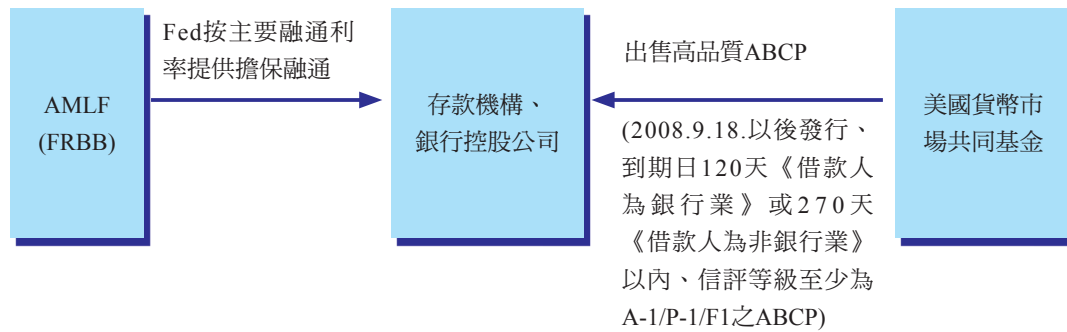 Fed按主要融通利
率提供擔保融通
AMLF
(FRBB)
存款機構、
銀行控股公司
出售高品質ABCP
(2008.9.18.以後發行、
到期日120天《借款人
為銀行業》或270天
《借款人為非銀行業》
以內、信評等級至少為
A-1/P-1/F1之ABCP)
美國貨幣市
場共同基金